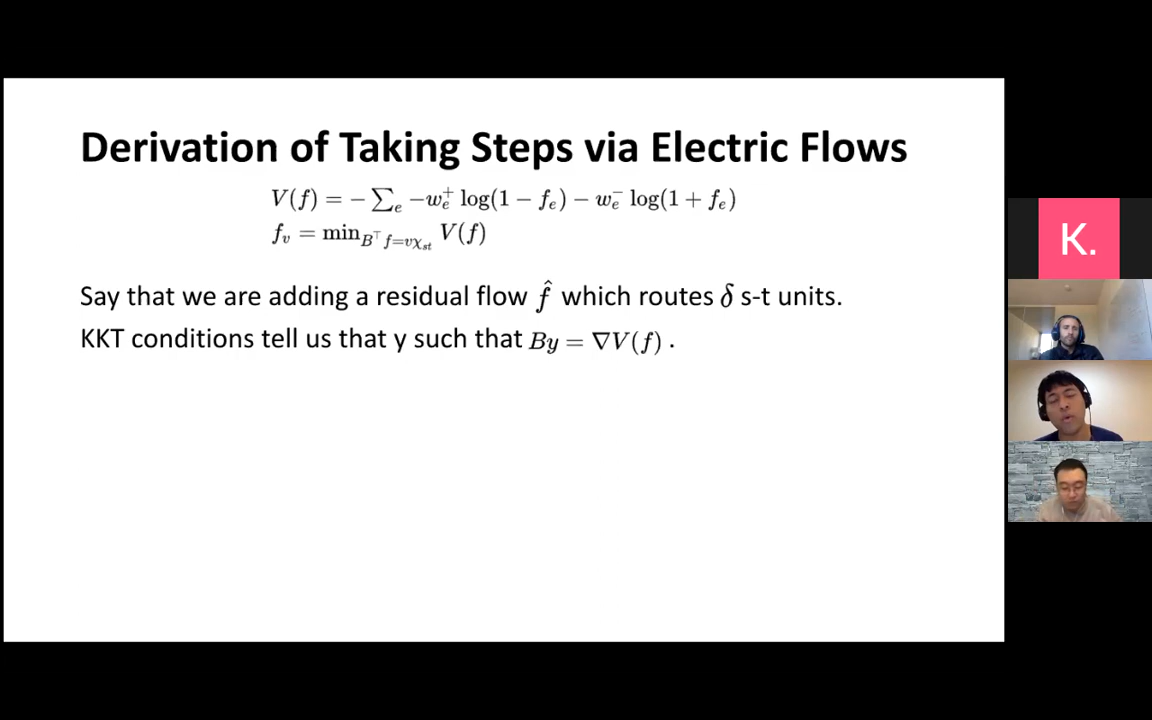 Derivation of Taking Steps via Electric Flows
V(f) = −∑_e −w_e^+ log(1 − f_e) − w_e^− log(1 + f_e)
f_v = min_{B^⊤ f=vχ_{st}} V(f)
Say that we are adding a residual flow f̂ which routes δ s-t units.
KKT conditions tell us that y such that By = ∇V(f) .
K.